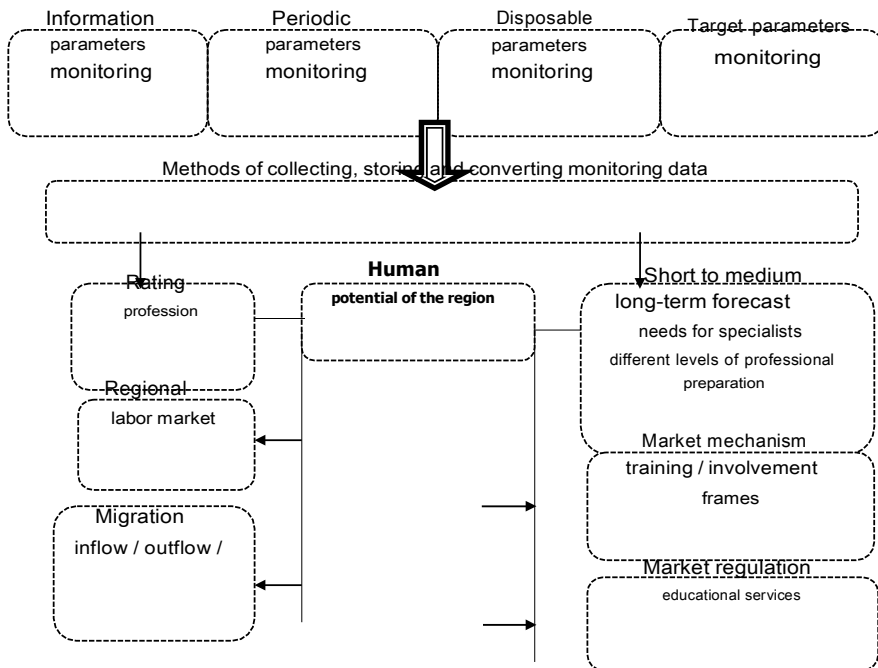 Information
parameters
monitoring
Periodic
parameters
monitoring
Disposable
parameters
monitoring
Target parameters
monitoring
Methods of collecting, storing and converting monitoring data
Rating
profession
Human
potential of the region
Short to medium
long-term forecast
needs for specialists
different levels of professional
preparation
Regional
labor market
Market mechanism
training / involvement
frames
Migration
inflow / outflow /
Market regulation
educational services